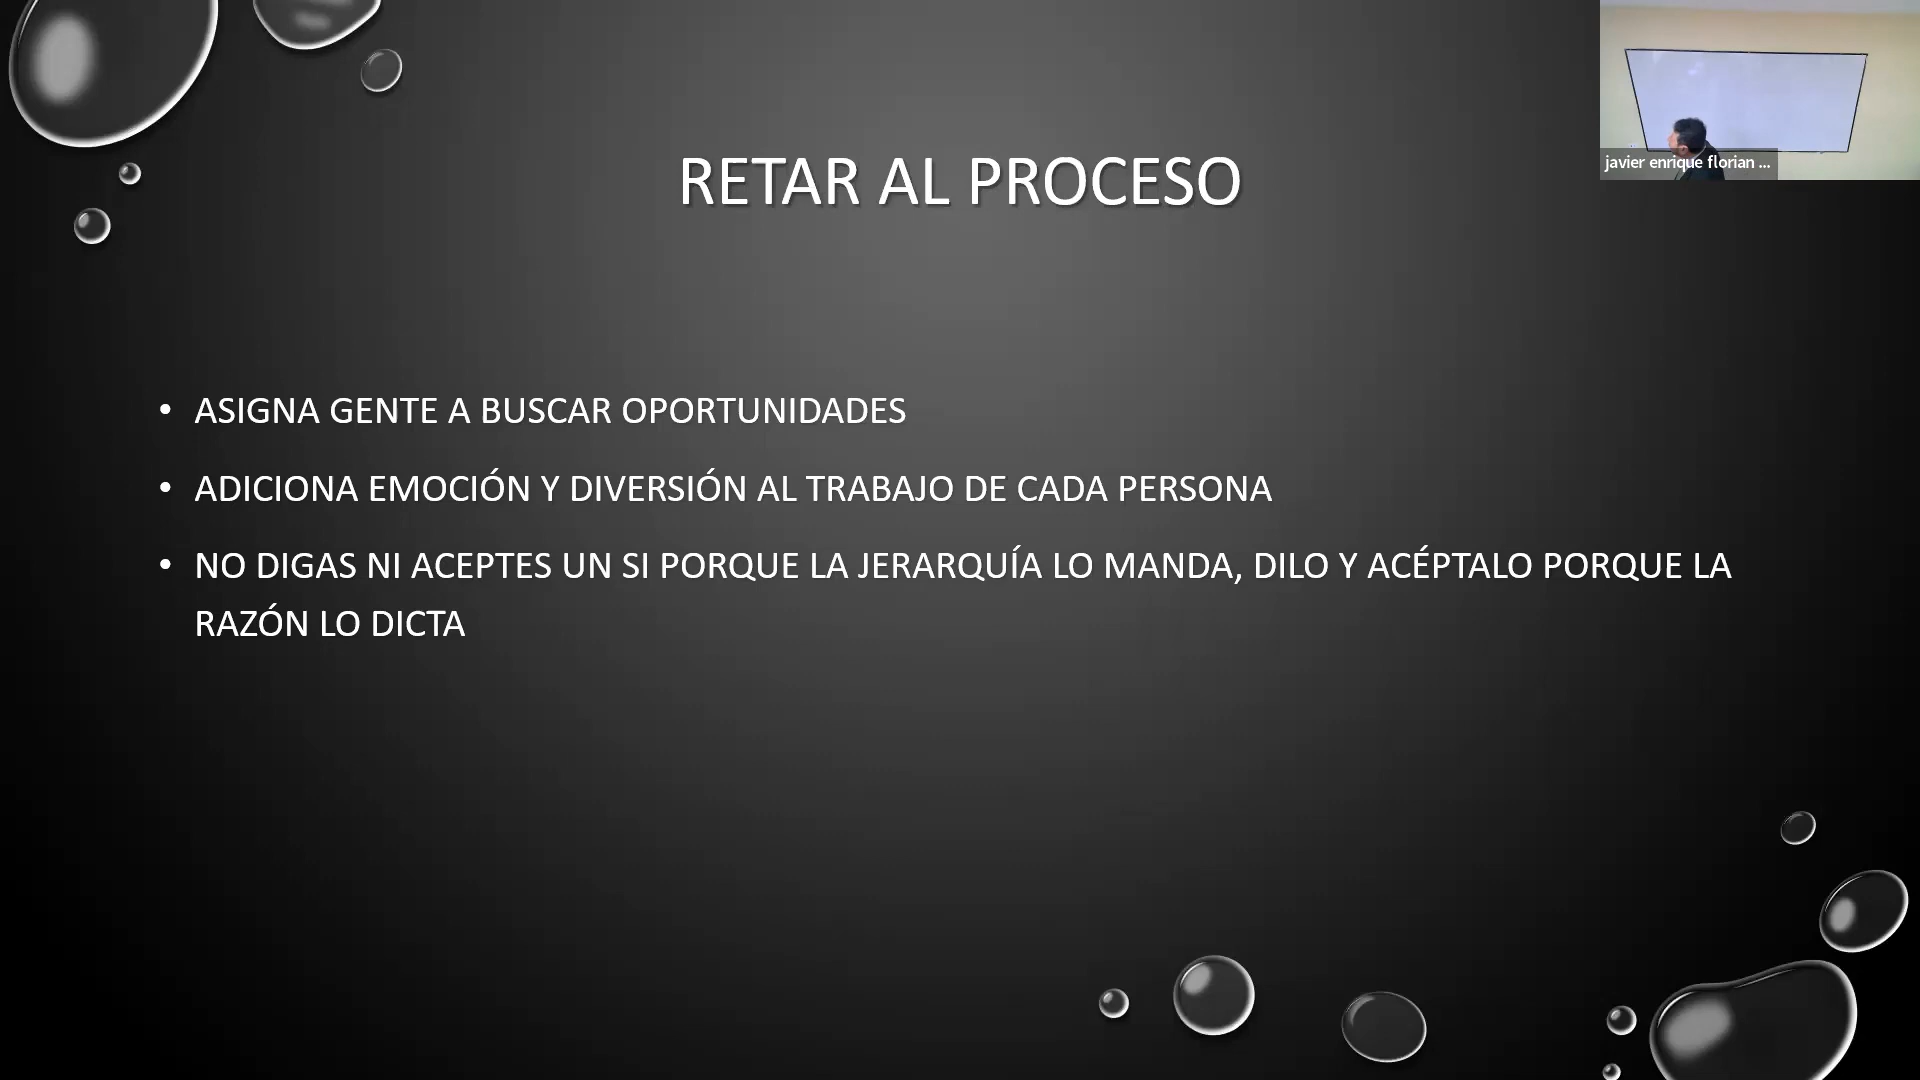 RETAR AL PROCESO
javier enrique florian ...
• ASIGNA GENTE A BUSCAR OPORTUNIDADES
• ADICIONA EMOCIÓN Y DIVERSIÓN AL TRABAJO DE CADA PERSONA
• NO DIGAS NI ACEPTES UN SI PORQUE LA JERARQUÍA LO MANDA, DILO Y ACÉPTALO PORQUE LA
RAZÓN LO DICTA